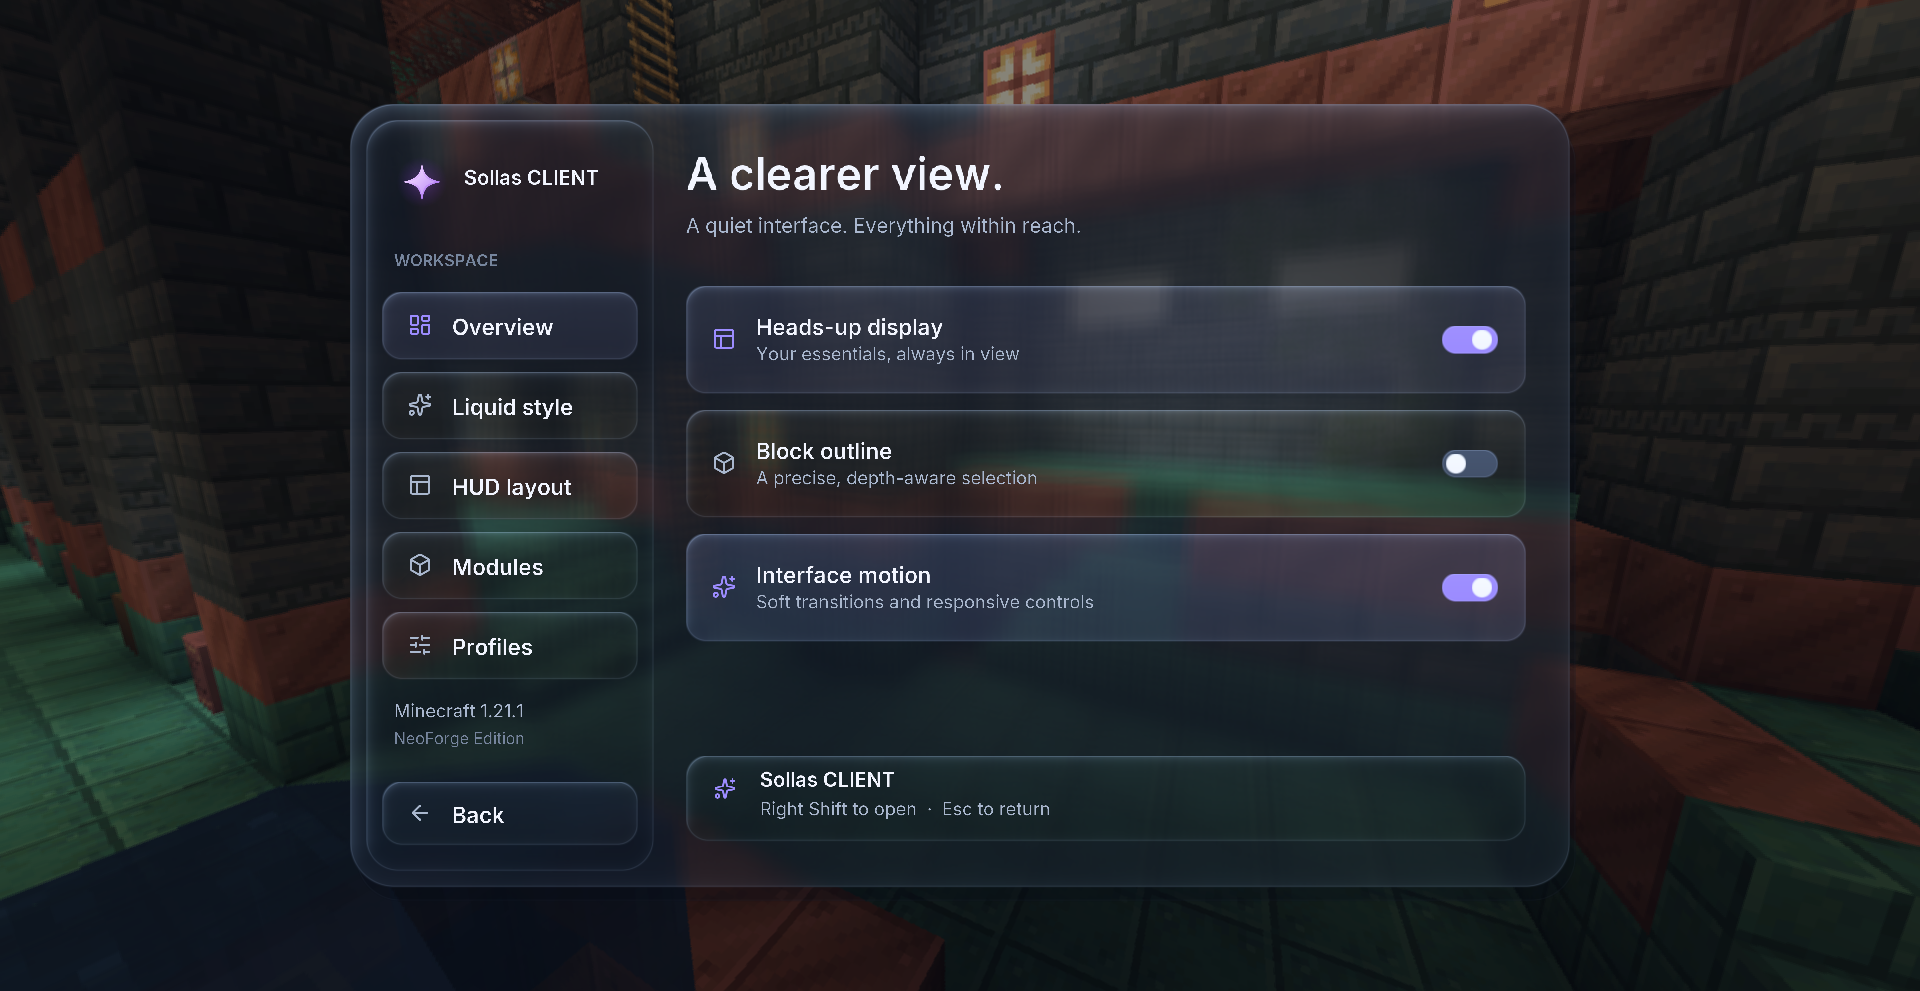 Sollas CLIENT
WORKSPACE
Overview
Liquid style
HUD layout
Modules
Profiles
Minecraft 1.21.1
NeoForge Edition
Back
A clearer view.
A quiet interface. Everything within reach.
Heads-up display
Your essentials, always in view
Block outline
A precise, depth-aware selection
Interface motion
Soft transitions and responsive controls
Sollas CLIENT
Right Shift to open · Esc to return